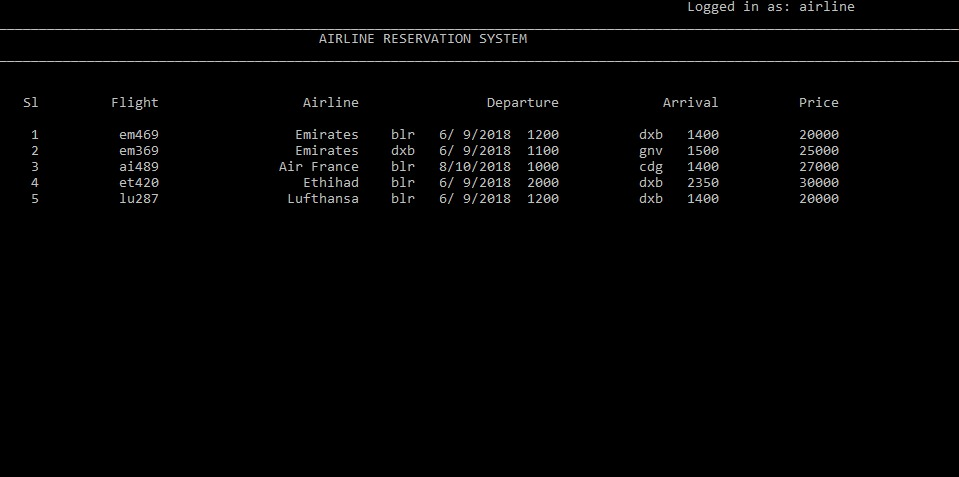 Logged in as: airline
AIRLINE RESERVATION SYSTEM
Sl Flight Airline Departure Arrival Price
1 em469 Emirates blr 6/ 9/2018 1200 dxb 1400 20000
2 em369 Emirates dxb 6/ 9/2018 1100 gnv 1500 25000
3 ai489 Air France blr 8/10/2018 1000 cdg 1400 27000
4 et420 Ethihad blr 6/ 9/2018 2000 dxb 2350 30000
5 lu287 Lufthansa blr 6/ 9/2018 1200 dxb 1400 20000